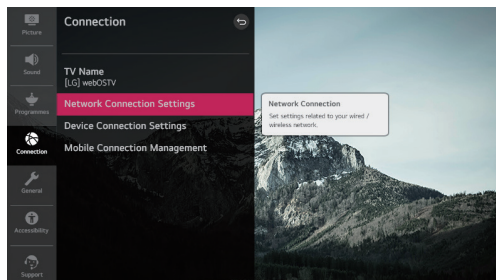 Picture
Sound
Programmes
Connection
General
Accessibility
Support
Connection
TV Name
[LG] webOSTV
Network Connection Settings
Device Connection Settings
Mobile Connection Management
Network Connection
Set settings related to your wired /
wireless network.